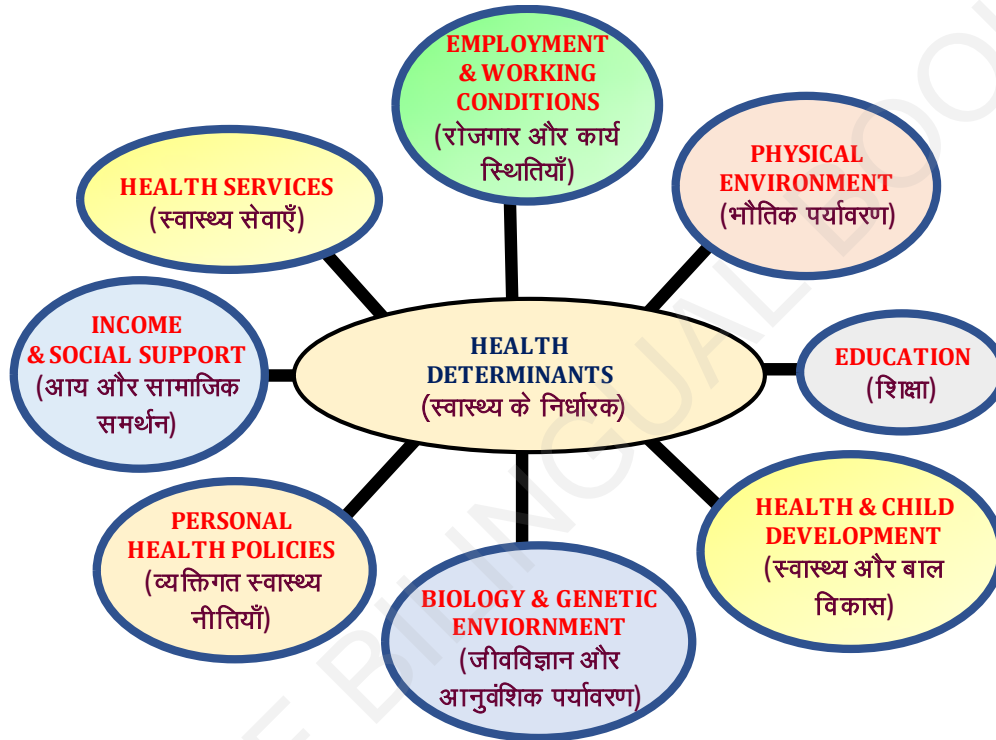 EMPLOYMENT
& WORKING
CONDITIONS
(रोजगार और कार्य
स्थितियाँ)
PHYSICAL
ENVIRONMENT
(भौतिक पर्यावरण)
HEALTH SERVICES
(स्वास्थ्य सेवाएँ)
INCOME
& SOCIAL SUPPORT
(आय और सामाजिक
समर्थन)
HEALTH
DETERMINANTS
(स्वास्थ्य के निर्धारक)
EDUCATION
(शिक्षा)
PERSONAL
HEALTH POLICIES
(व्यक्तिगत स्वास्थ्य
नीतियाँ)
BIOLOGY & GENETIC
ENVIORNMENT
(जीवविज्ञान और
आनुवंशिक पर्यावरण)
HEALTH & CHILD
DEVELOPMENT
(स्वास्थ्य और बाल
विकास)
BILINGUAL